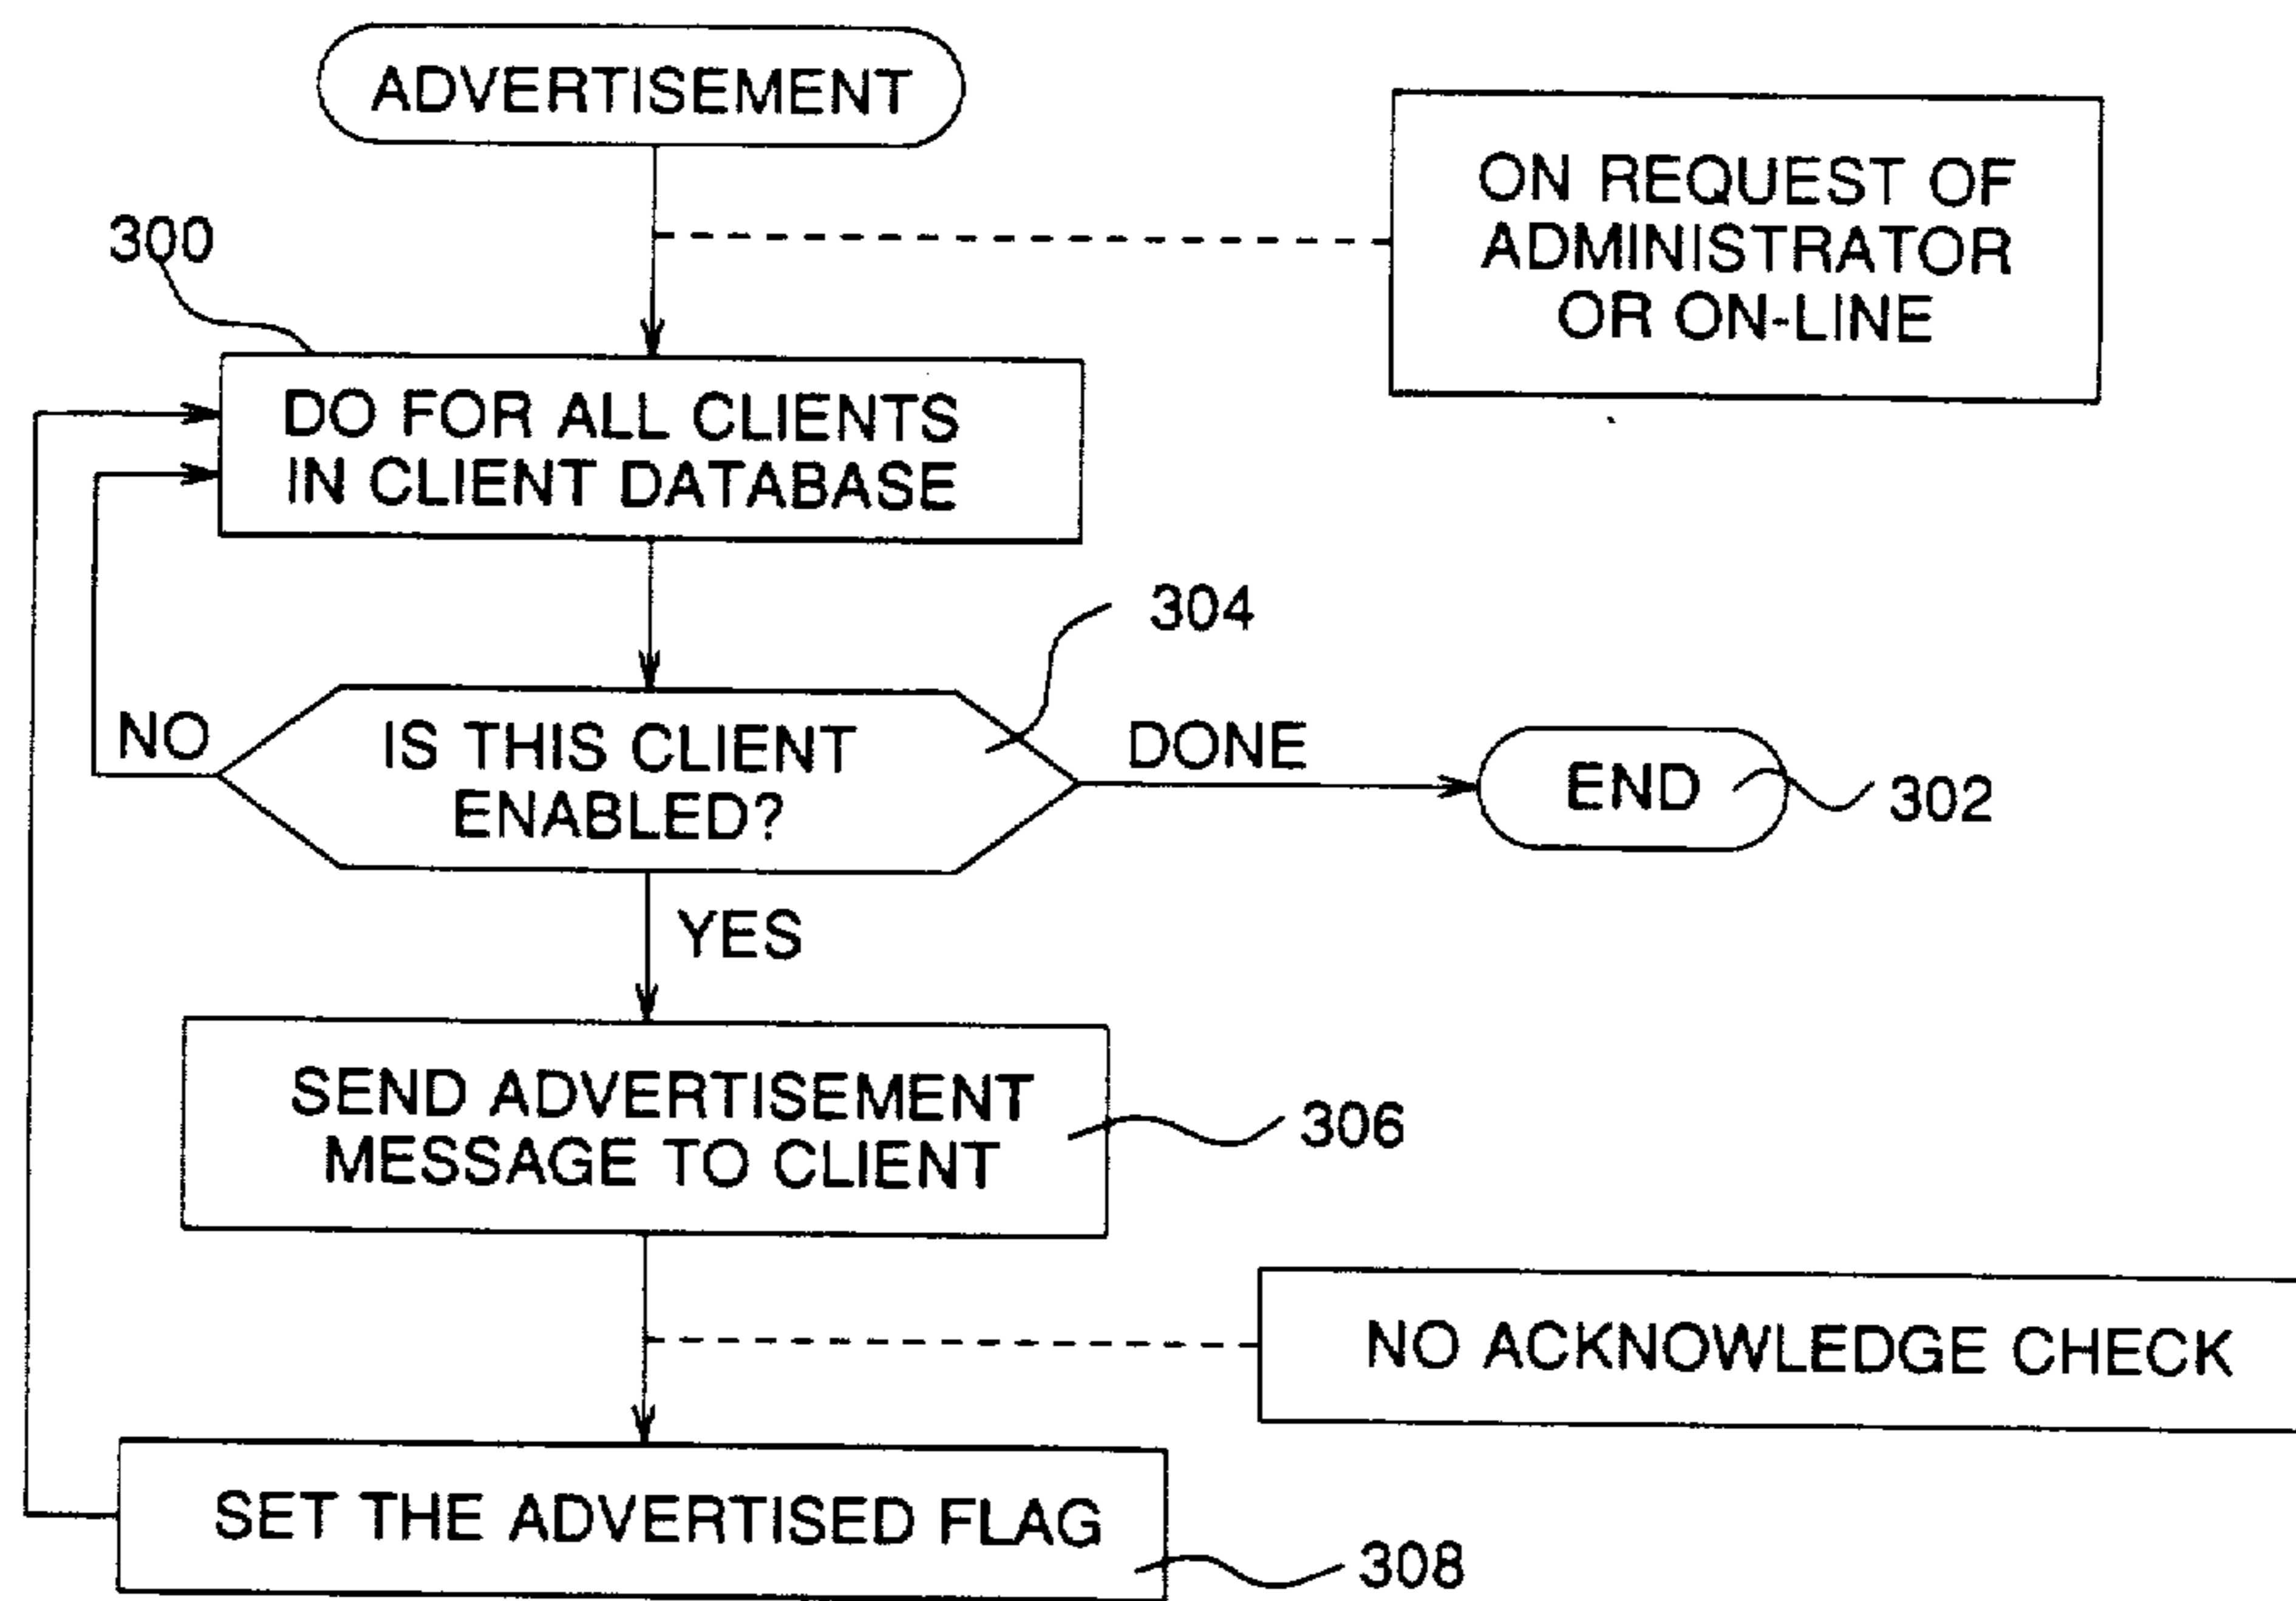 ADVERTISEMENT
ON REQUEST OF
ADMINISTRATOR
OR ON-LINE
300
DO FOR ALL CLIENTS
IN CLIENT DATABASE
304
NO
IS THIS CLIENT
ENABLED?
DONE
END
302
YES
SEND ADVERTISEMENT
MESSAGE TO CLIENT
306
NO ACKNOWLEDGE CHECK
SET THE ADVERTISED FLAG
308